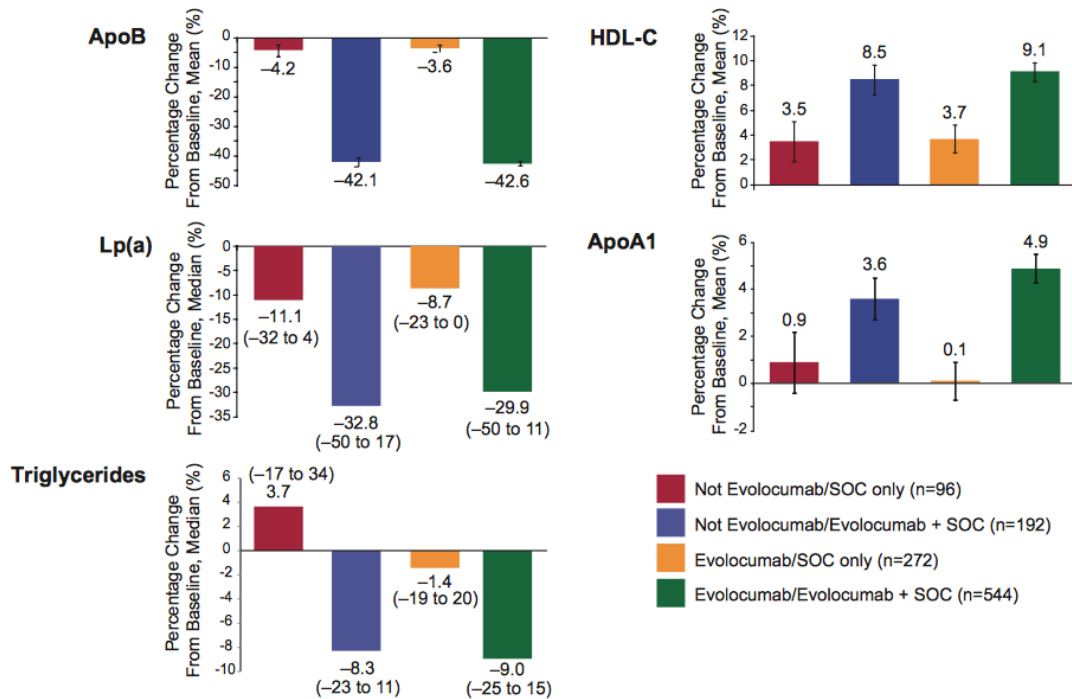 ApoB
Percentage Change
From Baseline, Mean (%)
0
-5
-10
-15
-20
-25
-30
-35
-40
-45
-50
–4.2
–42.1
–3.6
–42.6
HDL-C
Percentage Change
From Baseline, Mean (%)
12
10
8
6
4
2
0
3.5
8.5
3.7
9.1
Lp(a)
Percentage Change
From Baseline, Median (%)
0
-5
-10
-15
-20
-25
-30
-35
–11.1
(–32 to 4)
–32.8
(–50 to 17)
–8.7
(–23 to 0)
–29.9
(–50 to 11)
ApoA1
Percentage Change
From Baseline, Mean (%)
6
4
2
0
-2
0.9
3.6
0.1
4.9
Triglycerides
Percentage Change
From Baseline, Median (%)
6
4
2
0
-2
-4
-6
-8
-10
(–17 to 34)
3.7
–8.3
(–23 to 11)
–1.4
(–19 to 20)
–9.0
(–25 to 15)
Not Evolocumab/SOC only (n=96)
Not Evolocumab/Evolocumab + SOC (n=192)
Evolocumab/SOC only (n=272)
Evolocumab/Evolocumab + SOC (n=544)